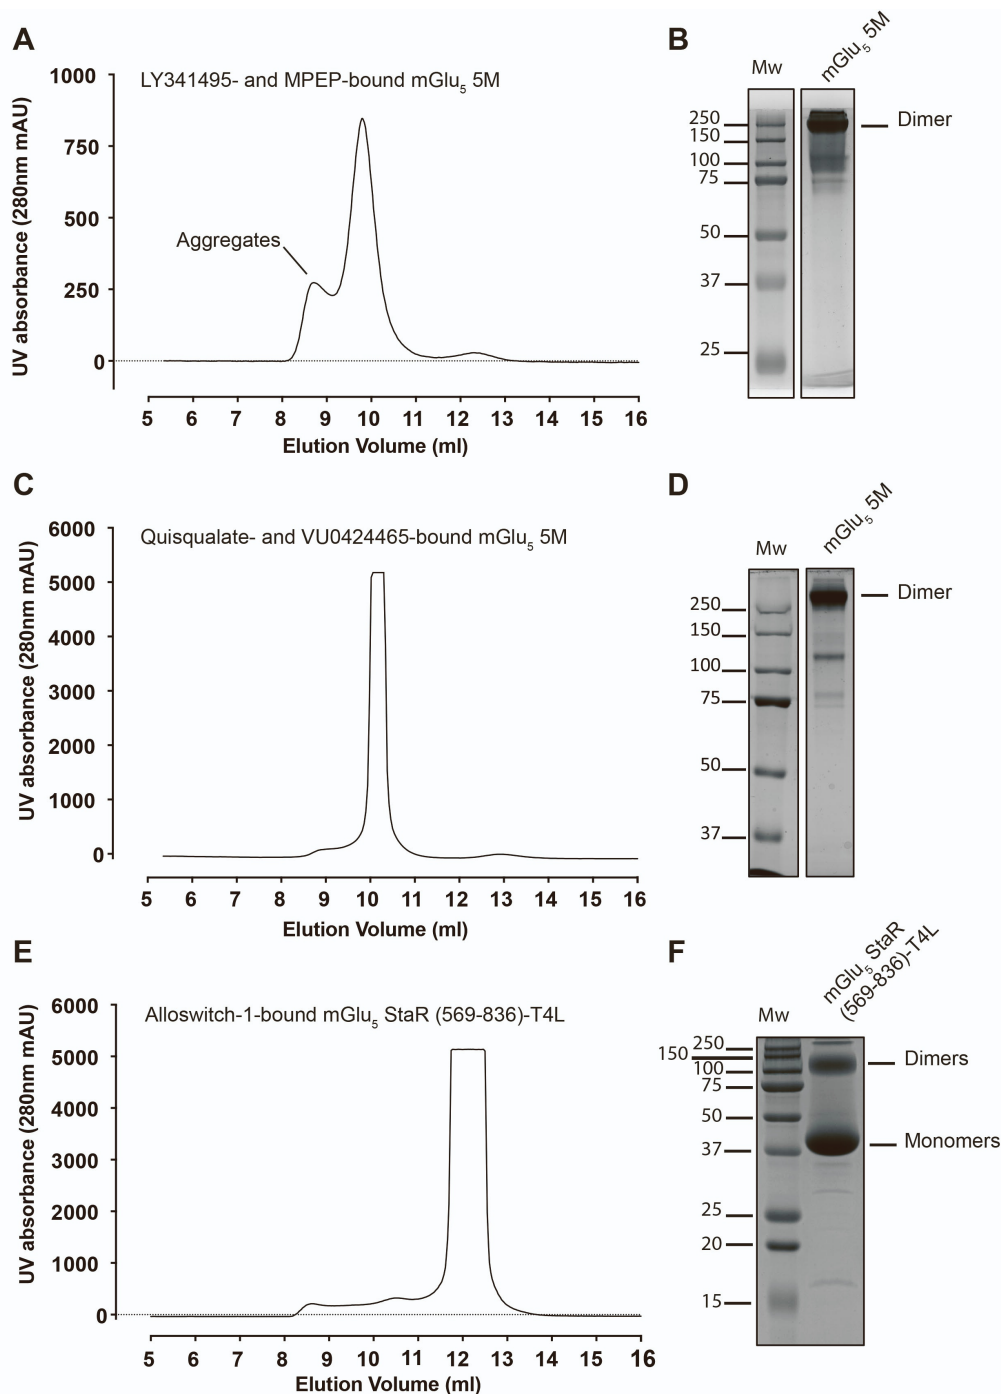 A
LY341495- and MPEP-bound mGlu5 5M
UV absorbance (280nm mAU)
1000
750
500
250
0
Aggregates
5 6 7 8 9 10 11 12 13 14 15 16
Elution Volume (ml)
B
Mw
mGlu5 5M
250
150
100
75
50
37
25
Dimer
C
Quisqualate- and VU0424465-bound mGlu5 5M
UV absorbance (280nm mAU)
6000
5000
4000
3000
2000
1000
0
5 6 7 8 9 10 11 12 13 14 15 16
Elution Volume (ml)
D
Mw
mGlu5 5M
250
150
100
75
50
37
Dimer
E
Alloswitch-1-bound mGlu5 StaR (569-836)-T4L
UV absorbance (280nm mAU)
6000
5000
4000
3000
2000
1000
0
5 6 7 8 9 10 11 12 13 14 15 16
Elution Volume (ml)
F
Mw
mGlu5 StaR
(569-836)-T4L
250
150
100
75
50
37
25
20
15
Dimers
Monomers